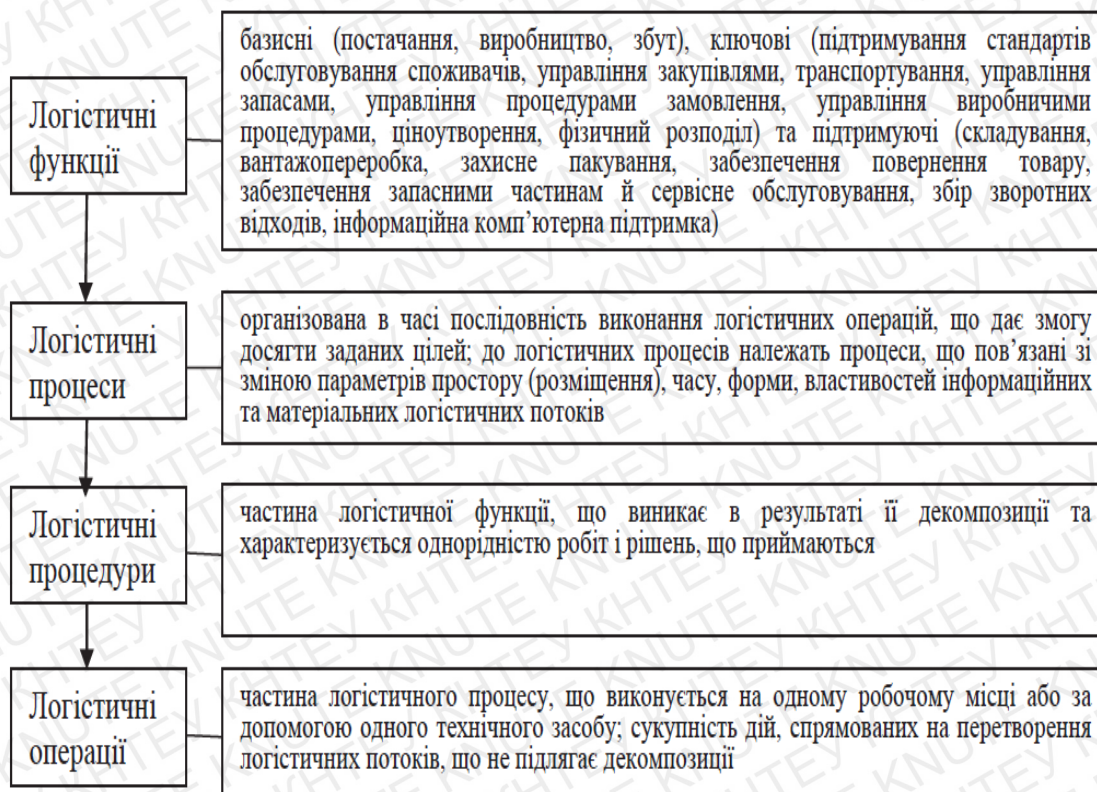 Логістичні
функції
базисні (постачання, виробництво, збут), ключові (підтримування стандартів
обслуговування споживачів, управління закупівлями, транспортування, управління
запасами, управління процедурами замовлення, управління виробничими
процедурами, ціноутворення, фізичний розподіл) та підтримуючі (складування,
вантажопереробка, захисне пакування, забезпечення повернення товару,
забезпечення запасними частинам й сервісне обслуговування, збір зворотних
відходів, інформаційна комп’ютерна підтримка)
Логістичні
процеси
організована в часі послідовність виконання логістичних операцій, що дає змогу
досягти заданих цілей; до логістичних процесів належать процеси, що пов’язані зі
зміною параметрів простору (розміщення), часу, форми, властивостей інформаційних
та матеріальних логістичних потоків
Логістичні
процедури
частина логістичної функції, що виникає в результаті її декомпозиції та
характеризується однорідністю робіт і рішень, що приймаються
Логістичні
операції
частина логістичного процесу, що виконується на одному робочому місці або за
допомогою одного технічного засобу; сукупність дій, спрямованих на перетворення
логістичних потоків, що не підлягає декомпозиції
КНТЕУ KNUTE